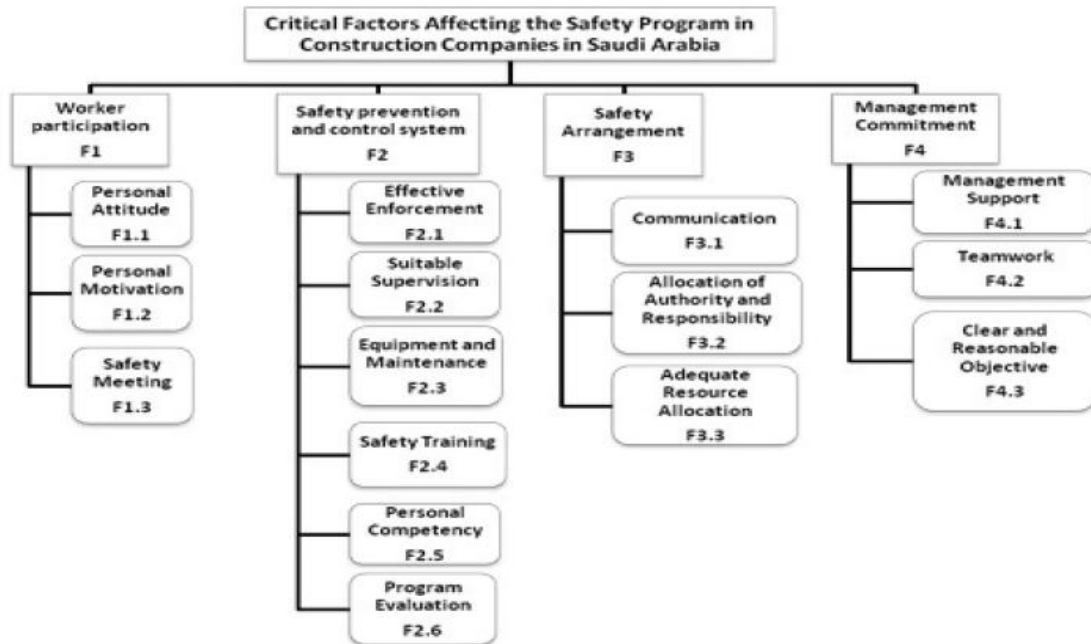 Critical Factors Affecting the Safety Program in
Construction Companies in Saudi Arabia
Worker
participation
F1
Personal
Attitude
F1.1
Personal
Motivation
F1.2
Safety
Meeting
F1.3
Safety prevention
and control system
F2
Effective
Enforcement
F2.1
Suitable
Supervision
F2.2
Equipment and
Maintenance
F2.3
Safety Training
F2.4
Personal
Competency
F2.5
Program
Evaluation
F2.6
Safety
Arrangement
F3
Communication
F3.1
Allocation of
Authority and
Responsibility
F3.2
Adequate
Resource
Allocation
F3.3
Management
Commitment
F4
Management
Support
F4.1
Teamwork
F4.2
Clear and
Reasonable
Objective
F4.3